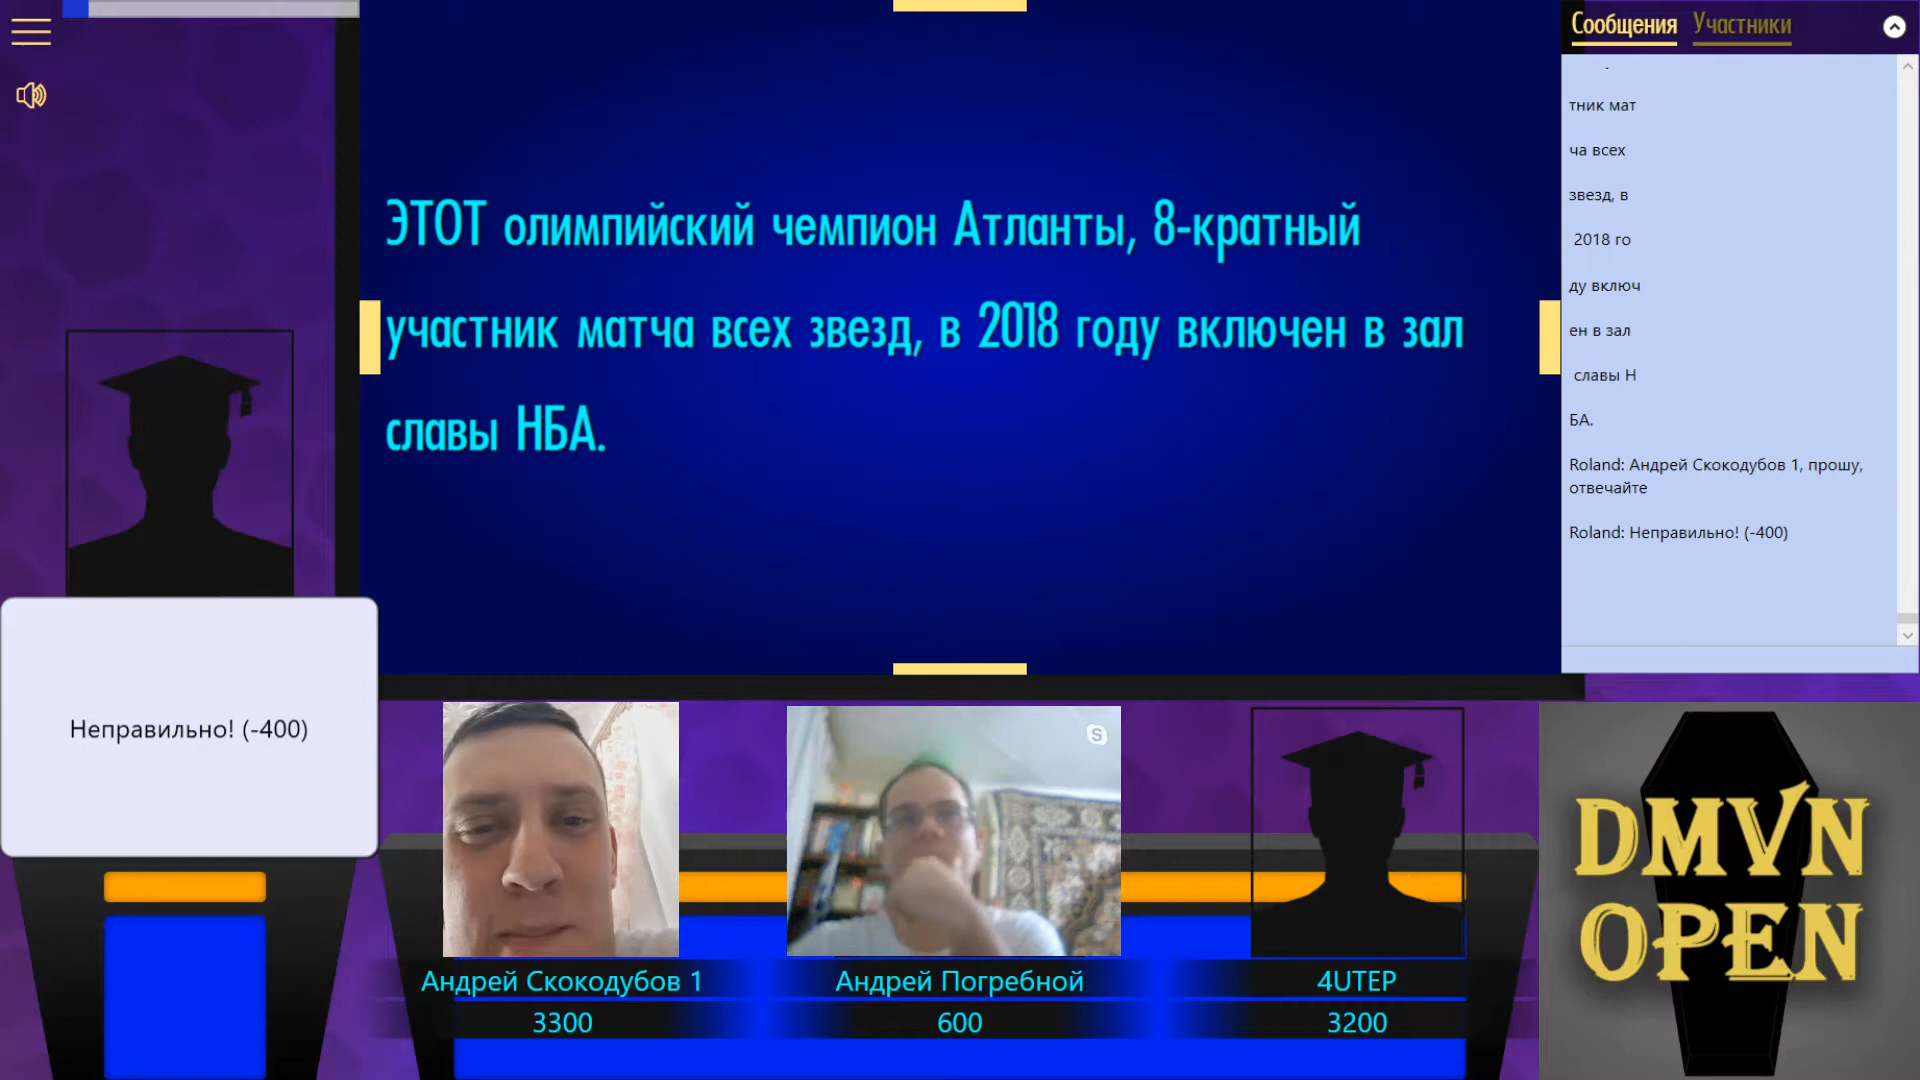 Сообщения Участники
ЭТОТ олимпийский чемпион Атланты, 8-кратный
участник матча всех звезд, в 2018 году включен в зал
славы НБА.
тник мат
ча всех
звезд, в
2018 го
ду включ
ен в зал
славы Н
БА.
Roland: Андрей Скокодубов 1, прошу,
отвечайте
Roland: Неправильно! (-400)
Неправильно! (-400)
S
DMVN
OPEN
Андрей Скокодубов 1
Андрей Погребной
4UTEP
3300
600
3200